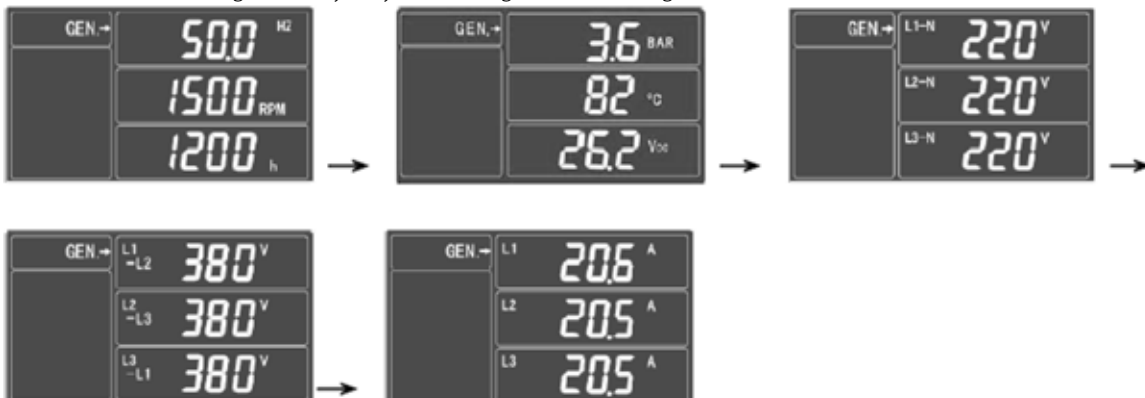 GEN.→ 50.0 HZ
1500 RPM
1200 h
GEN.→ 3.6 BAR
82 °C
26.2 VDC
GEN.→ L1-N 220 V
L2-N 220 V
L3-N 220 V
GEN.→ L1-L2 380 V
L2-L3 380 V
L3-L1 380 V
GEN.→ L1 20.6 A
L2 20.5 A
L3 20.5 A